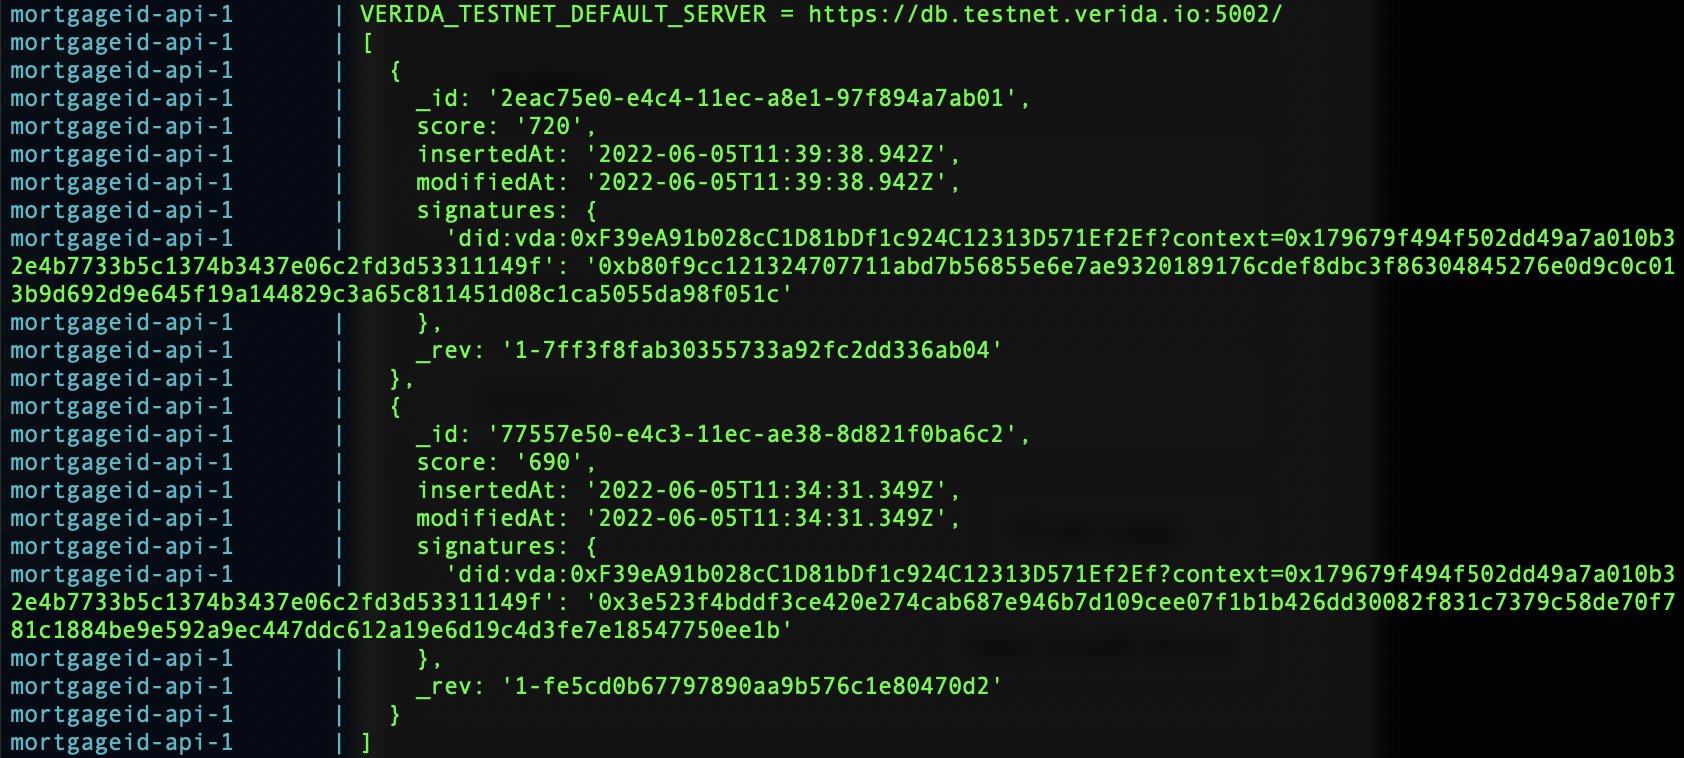 mortgageid-api-1       | VERIDA_TESTNET_DEFAULT_SERVER = https://db.testnet.verida.io:5002/
mortgageid-api-1       | [
mortgageid-api-1       |   {
mortgageid-api-1       |     _id: '2eac75e0-e4c4-11ec-a8e1-97f894a7ab01',
mortgageid-api-1       |     score: '720',
mortgageid-api-1       |     insertedAt: '2022-06-05T11:39:38.942Z',
mortgageid-api-1       |     modifiedAt: '2022-06-05T11:39:38.942Z',
mortgageid-api-1       |     signatures: {
mortgageid-api-1       |       'did:vda:0xF39eA91b028cC1D81bDf1c924C12313D571Ef2Ef?context=0x179679f494f502dd49a7a010b3
2e4b7733b5c1374b3437e06c2fd3d53311149f': '0xb80f9cc121324707711abd7b56855e6e7ae9320189176cdef8dbc3f86304845276e0d9c0c01
3b9d692d9e645f19a144829c3a65c811451d08c1ca5055da98f051c'
mortgageid-api-1       |     },
mortgageid-api-1       |     _rev: '1-7ff3f8fab30355733a92fc2dd336ab04'
mortgageid-api-1       |   },
mortgageid-api-1       |   {
mortgageid-api-1       |     _id: '77557e50-e4c3-11ec-ae38-8d821f0ba6c2',
mortgageid-api-1       |     score: '690',
mortgageid-api-1       |     insertedAt: '2022-06-05T11:34:31.349Z',
mortgageid-api-1       |     modifiedAt: '2022-06-05T11:34:31.349Z',
mortgageid-api-1       |     signatures: {
mortgageid-api-1       |       'did:vda:0xF39eA91b028cC1D81bDf1c924C12313D571Ef2Ef?context=0x179679f494f502dd49a7a010b3
2e4b7733b5c1374b3437e06c2fd3d53311149f': '0x3e523f4bddf3ce420e274cab687e946b7d109cee07f1b1b426dd30082f831c7379c58de70f7
81c1884be9e592a9ec447ddc612a19e6d19c4d3fe7e18547750ee1b'
mortgageid-api-1       |     },
mortgageid-api-1       |     _rev: '1-fe5cd0b67797890aa9b576c1e80470d2'
mortgageid-api-1       |   }
mortgageid-api-1       | ]